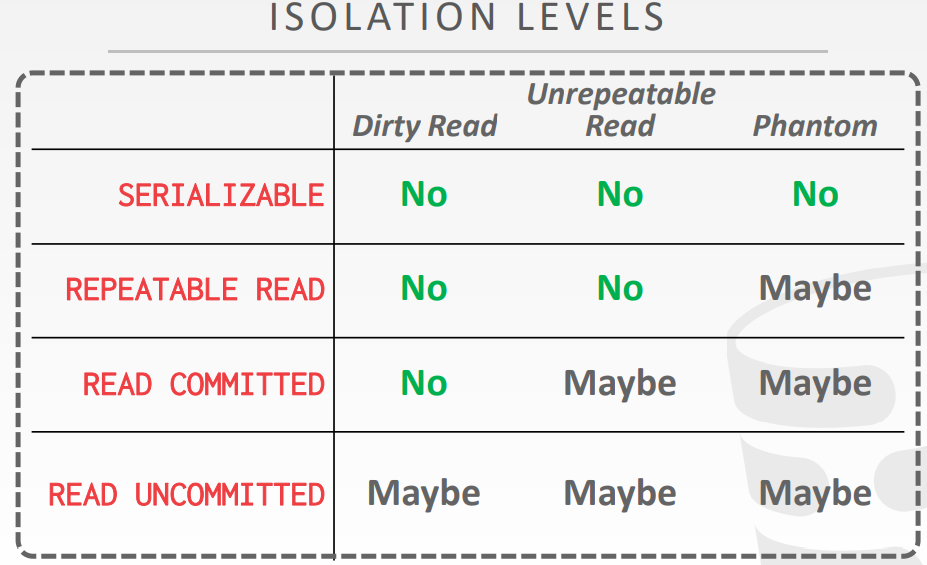 ISOLATION LEVELS
Unrepeatable
Dirty Read Read Phantom
SERIALIZABLE No No No
REPEATABLE READ No No Maybe
READ COMMITTED No Maybe Maybe
READ UNCOMMITTED Maybe Maybe Maybe